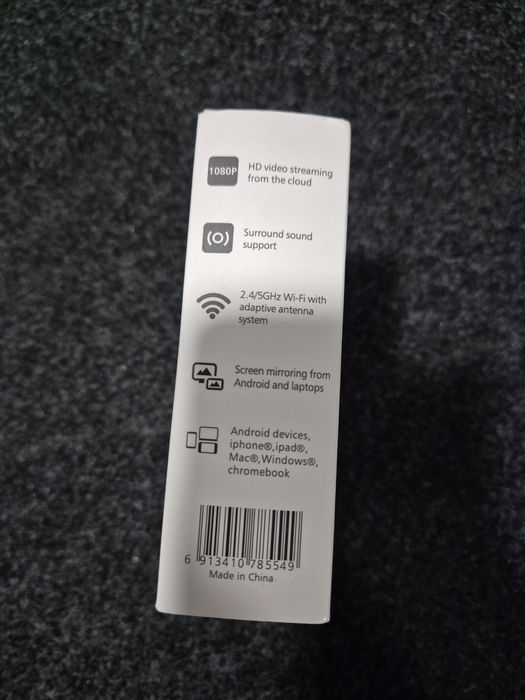 1080P
HD video streaming
from the cloud
Surround sound
support
2.4/5GHz Wi-Fi with
adaptive antenna
system
Screen mirroring from
Android and laptops
Android devices,
iphone®,ipad®,
Mac®,Windows®,
chromebook
6 913410 785549
Made in China